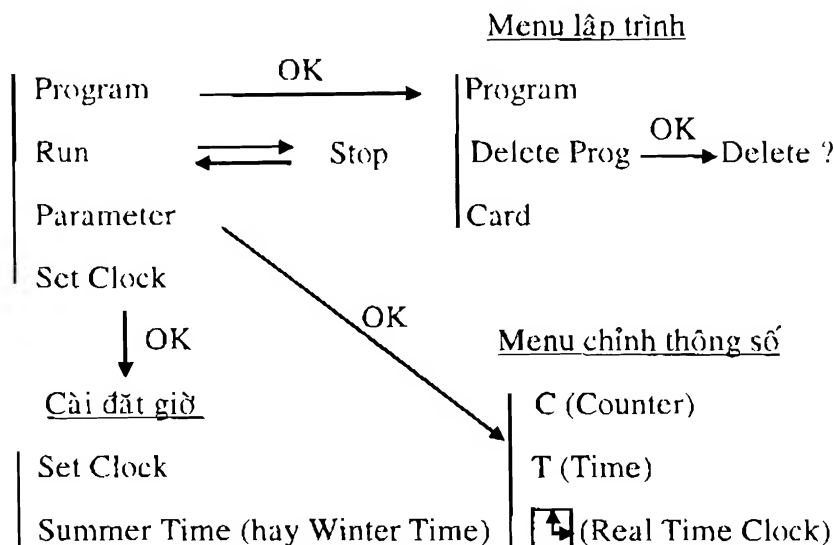 Menu lập trình
OK
Program
Program
OK
Run
Stop
Delete Prog
Delete ?
Parameter
Card
Set Clock
OK
OK
Menu chỉnh thông số
Cài đăt giờ
C (Counter)
Set Clock
T (Time)
Summer Time (hay Winter Time)
(Real Time Clock)